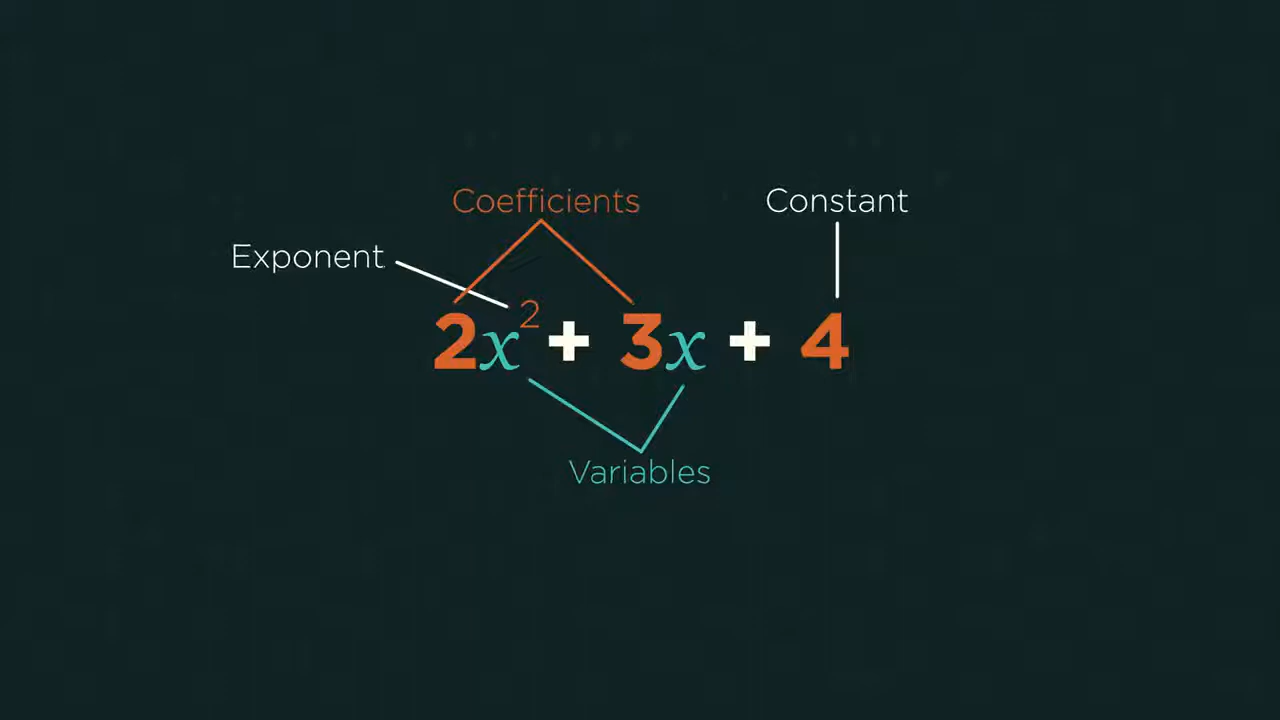 Coefficients
Constant
Exponent
2x² + 3x + 4
Variables